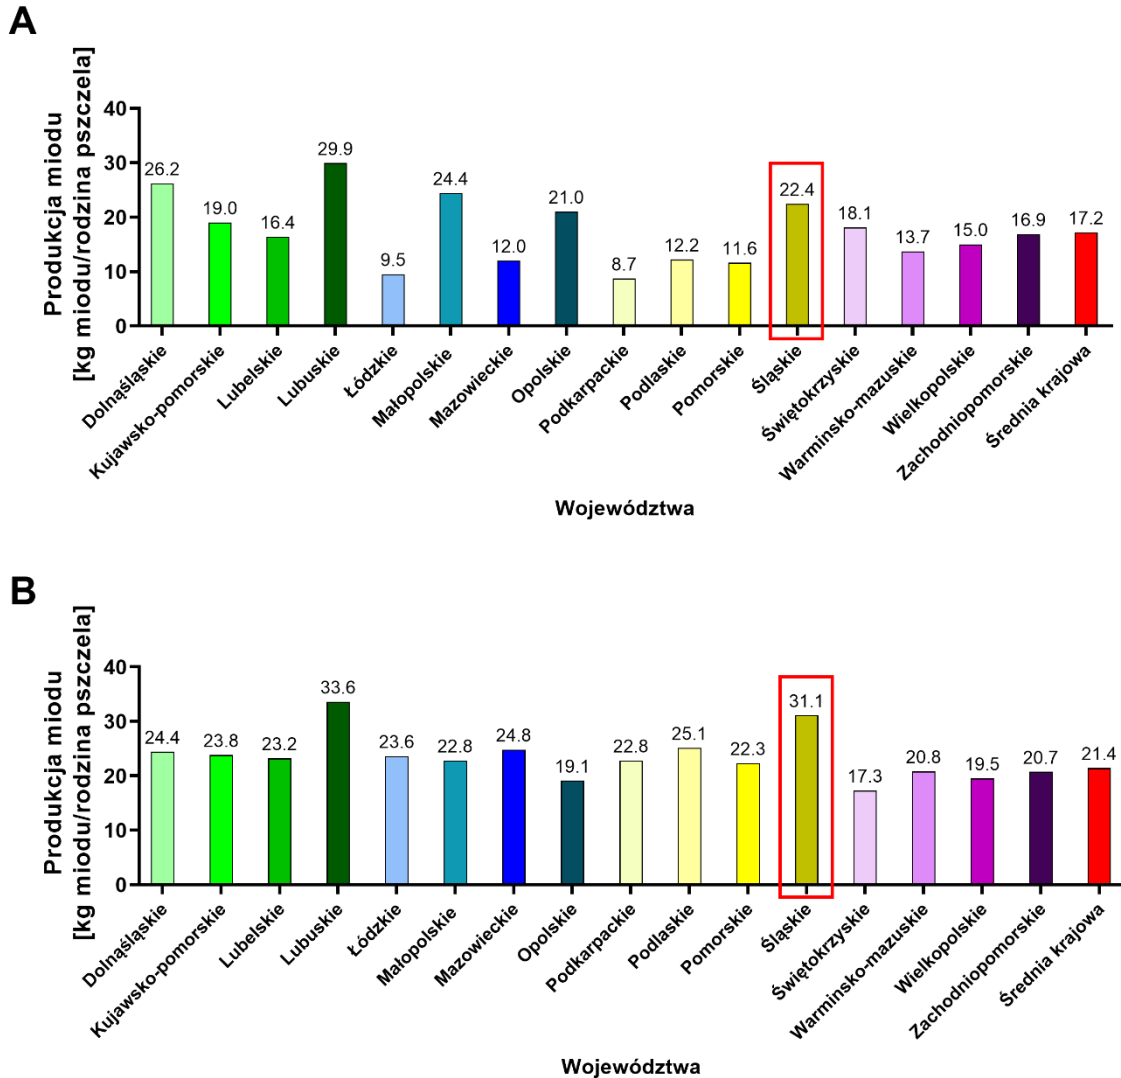 A
Produkcja miodu
[kg miodu/rodzina pszczela]
40
30
20
10
0
26.2
19.0
16.4
29.9
9.5
24.4
12.0
21.0
8.7
12.2
11.6
22.4
18.1
13.7
15.0
16.9
17.2
Dolnąśląskie
Kujawsko-pomorskie
Lubelskie
Lubuskie
Łódzkie
Małopolskie
Mazowieckie
Opolskie
Podkarpackie
Podlaskie
Pomorskie
Śląskie
Świętokrzyskie
Warminsko-mazuskie
Wielkopolskie
Zachodniopomorskie
Średnia krajowa
Województwa
B
Produkcja miodu
[kg miodu/rodzina pszczela]
40
30
20
10
0
24.4
23.8
23.2
33.6
23.6
22.8
24.8
19.1
22.8
25.1
22.3
31.1
17.3
20.8
19.5
20.7
21.4
Dolnąśląskie
Kujawsko-pomorskie
Lubelskie
Lubuskie
Łódzkie
Małopolskie
Mazowieckie
Opolskie
Podkarpackie
Podlaskie
Pomorskie
Śląskie
Świętokrzyskie
Warminsko-mazuskie
Wielkopolskie
Zachodniopomorskie
Średnia krajowa
Województwa